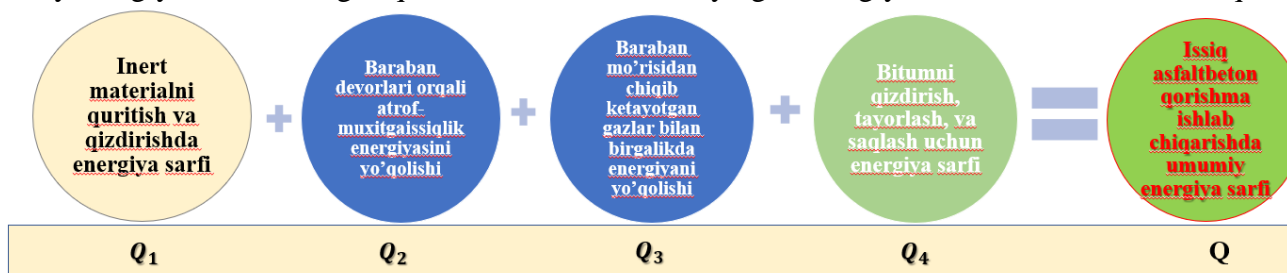 Inert
materialni
quritish va
qizdirishda
energiya sarfi
+
Baraban
devorlari orqali
atrof-
muxitgaissiqlik
energiyasini
yo’qolishi
+
Baraban
mo’risidan
chiqib
ketayotgan
gazlar bilan
birgalikda
energiyani
yo’qolishi
+
Bitumni
qizdirish,
tayorlash, va
saqlash uchun
energiya sarfi
=
Issiq
asfaltbeton
qorishma
ishlab
chiqarishda
umumiy
energiya sarfi
Q₁ Q₂ Q₃ Q₄ Q